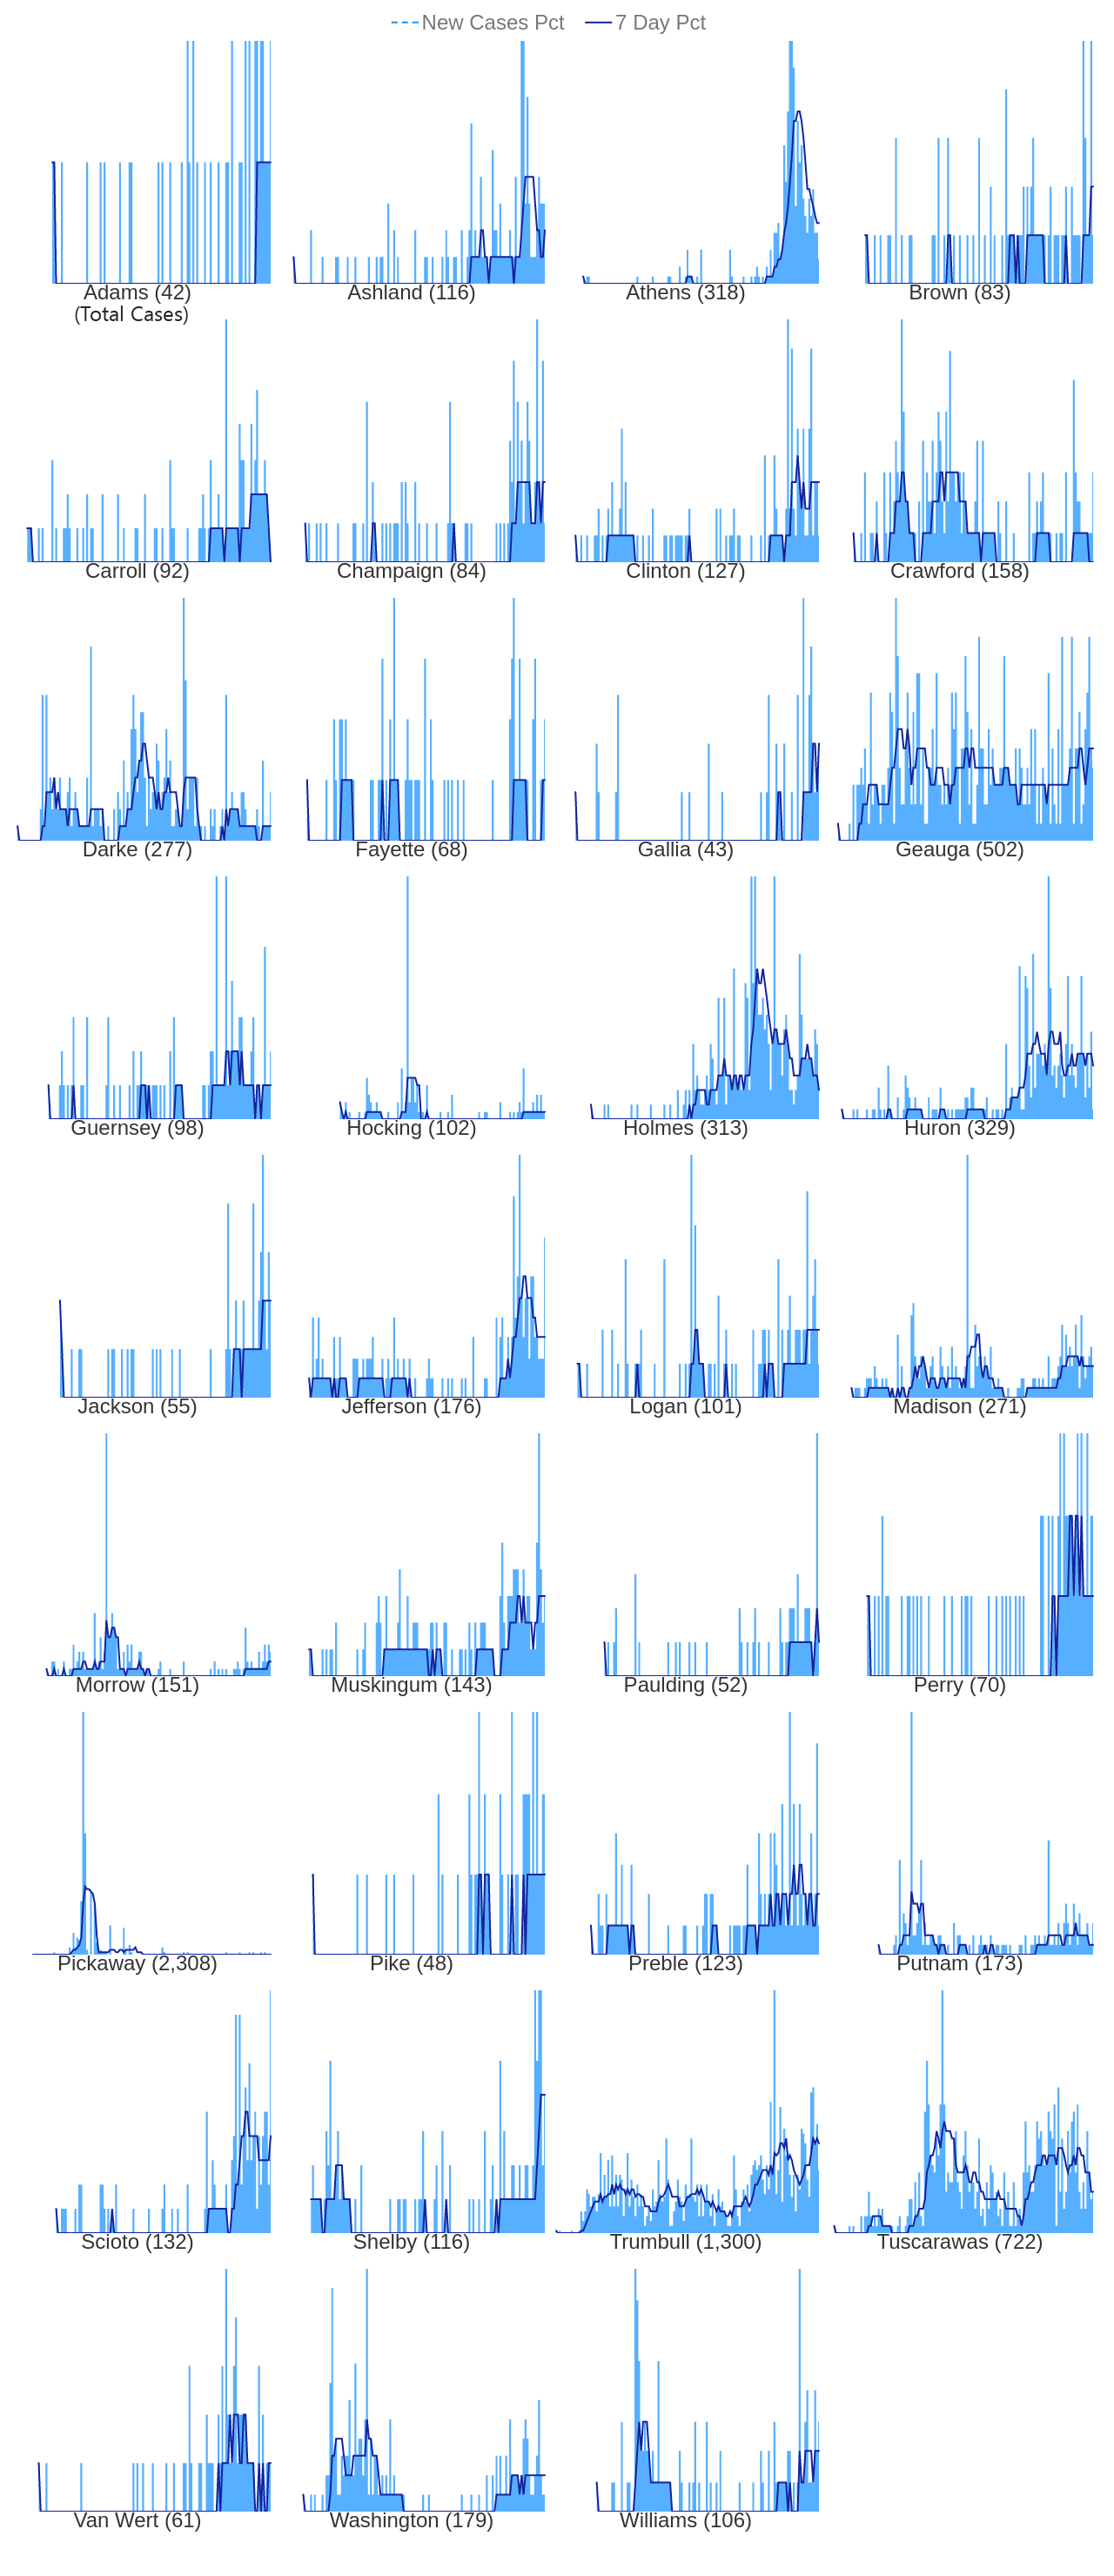 New Cases Pct 7 Day Pct
Adams (42) Ashland (116) Athens (318) Brown (83)
(Total Cases)
Carroll (92) Champaign (84) Clinton (127) Crawford (158)
Darke (277) Fayette (68) Gallia (43) Geauga (502)
Guernsey (98) Hocking (102) Holmes (313) Huron (329)
Jackson (55) Jefferson (176) Logan (101) Madison (271)
Morrow (151) Muskingum (143) Paulding (52) Perry (70)
Pickaway (2,308) Pike (48) Preble (123) Putnam (173)
Scioto (132) Shelby (116) Trumbull (1,300) Tuscarawas (722)
Van Wert (61) Washington (179) Williams (106)